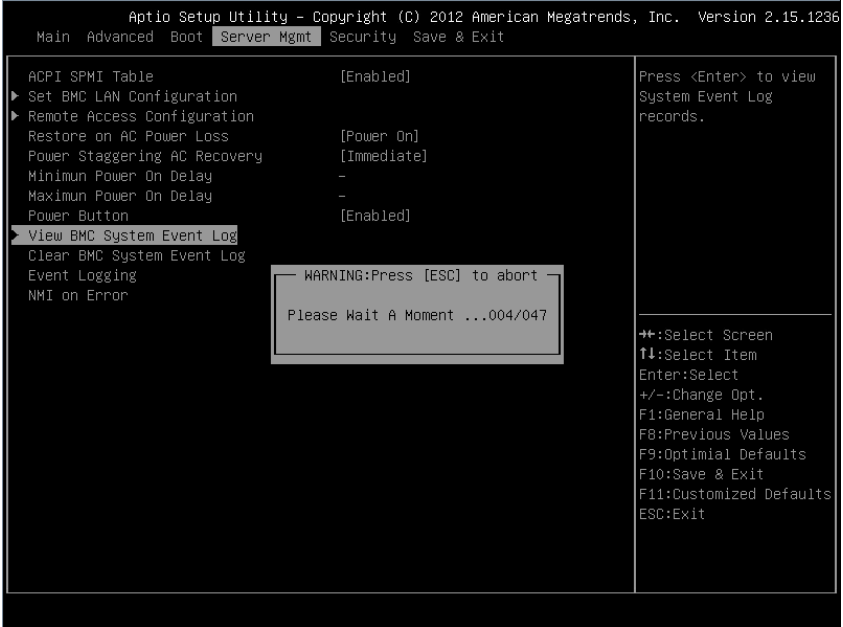 Aptio Setup Utility – Copyright (C) 2012 American Megatrends, Inc. Version 2.15.1236
Main Advanced Boot Server Mgmt Security Save & Exit
ACPI SPMI Table [Enabled]
▶ Set BMC LAN Configuration
▶ Remote Access Configuration
Restore on AC Power Loss [Power On]
Power Staggering AC Recovery [Immediate]
Minimun Power On Delay –
Maximun Power On Delay –
Power Button [Enabled]
▶ View BMC System Event Log
Clear BMC System Event Log
Event Logging
NMI on Error
WARNING:Press [ESC] to abort
Please Wait A Moment ...004/047
Press <Enter> to view
System Event Log
records.
→←:Select Screen
↑↓:Select Item
Enter:Select
+/-:Change Opt.
F1:General Help
F8:Previous Values
F9:Optimial Defaults
F10:Save & Exit
F11:Customized Defaults
ESC:Exit